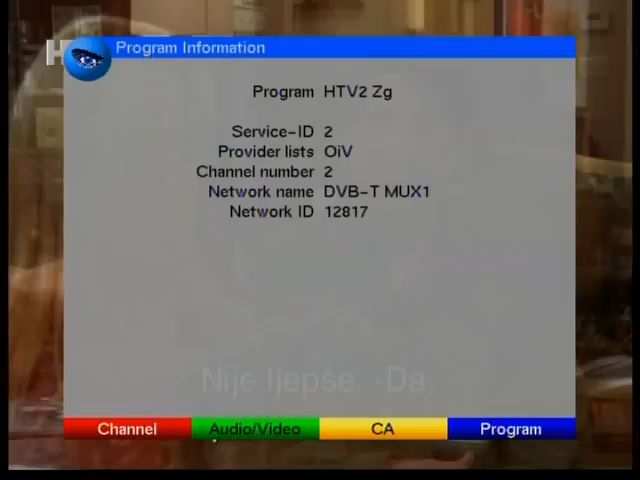 H
Program Information
Program HTV2 Zg
Service-ID 2
Provider lists OiV
Channel number 2
Network name DVB-T MUX1
Network ID 12817
Nije ljepše. -Da,
Channel Audio/Video CA Program